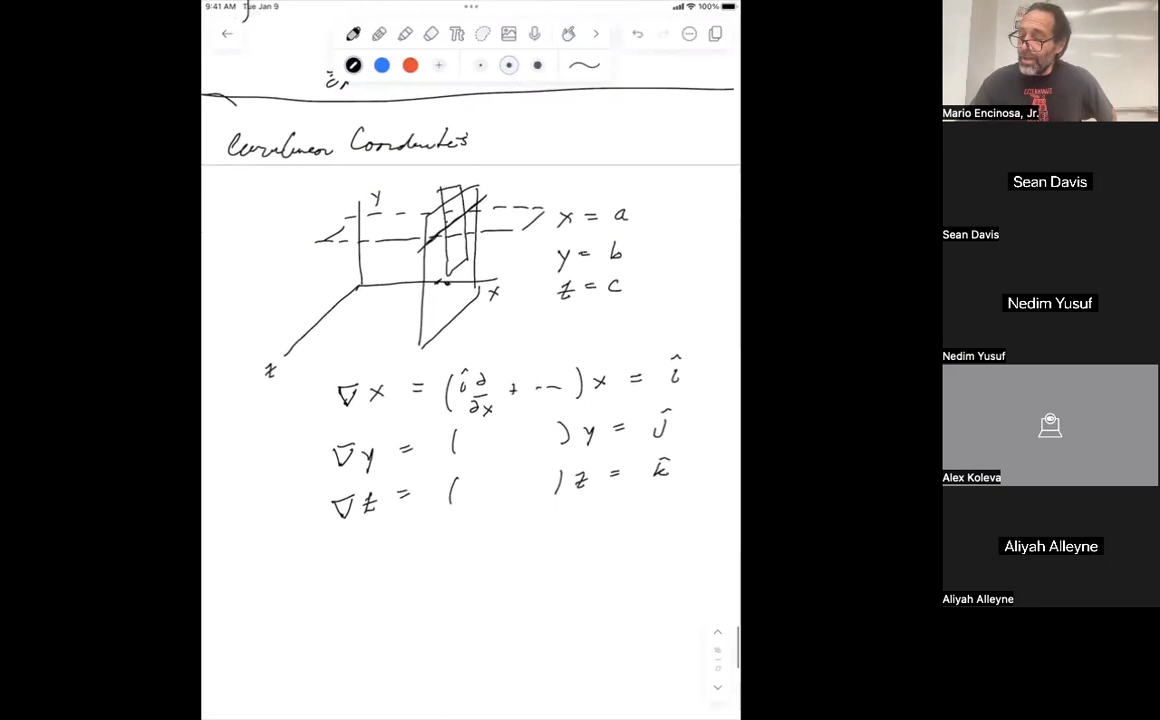 9:41 AM Tue Jan 9
100%
Curvilinear Coordinates
y
x = a
y = b
z = c
x
z
∇x = (î ∂/∂x + ---) x = î
∇y = ( ) y = ĵ
∇z = ( ) z = k̂
Mario Encinosa, Jr.
Sean Davis
Sean Davis
Nedim Yusuf
Nedim Yusuf
Alex Koleva
Aliyah Alleyne
Aliyah Alleyne